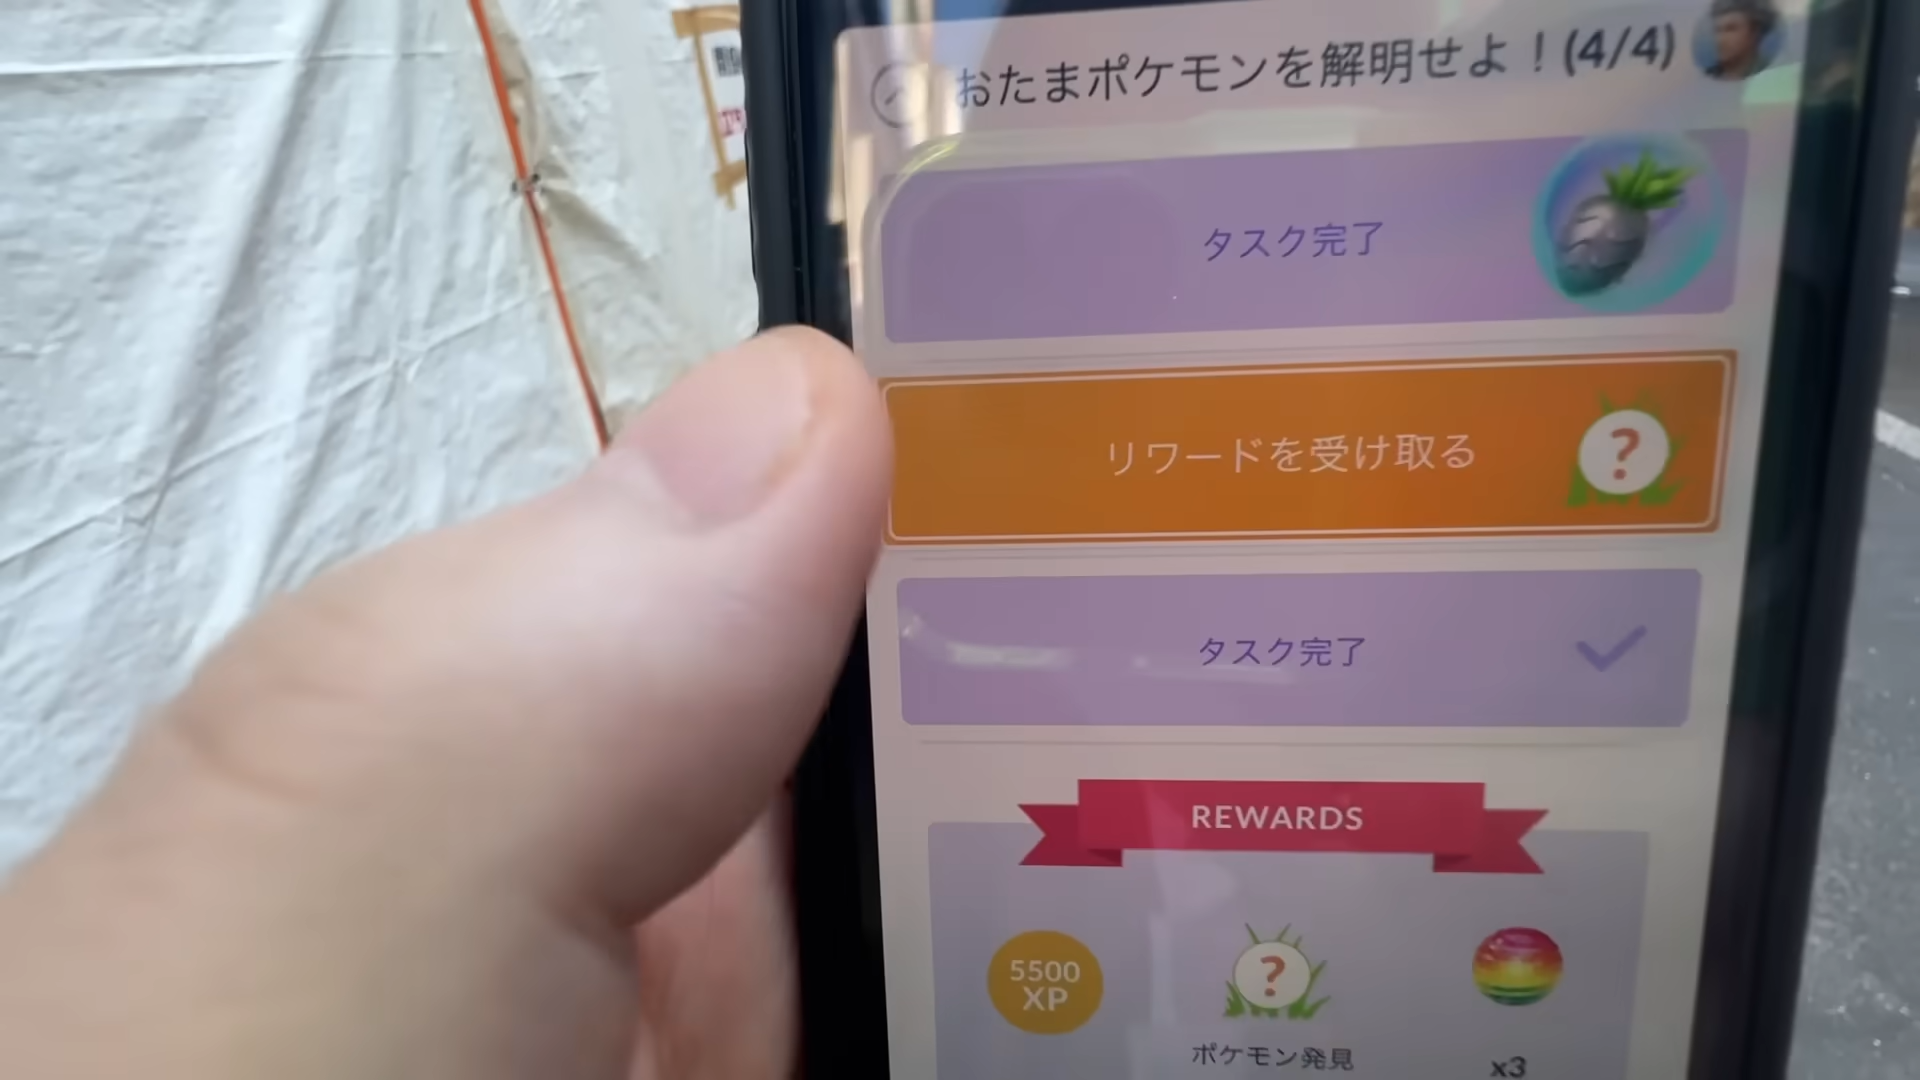 おたまポケモンを解明せよ！(4/4)
タスク完了
リワードを受け取る
?
タスク完了
REWARDS
5500
XP
?
ポケモン発見
x3